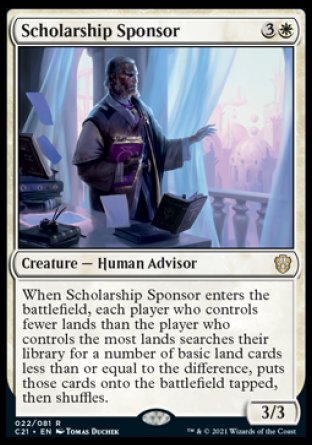 Scholarship Sponsor 3
Creature — Human Advisor
When Scholarship Sponsor enters the
battlefield, each player who controls
fewer lands than the player who
controls the most lands searches their
library for a number of basic land cards
less than or equal to the difference, puts
those cards onto the battlefield tapped,
then shuffles.
3/3
022/081 R
C21 • EN Tomas Duchek
™ & © 2021 Wizards of the Coast